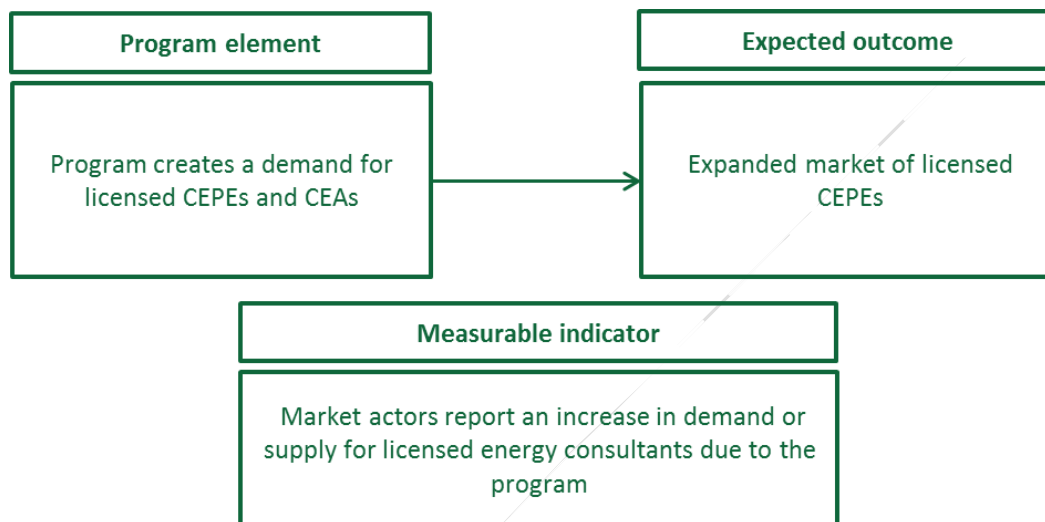 Program element
Expected outcome
Program creates a demand for
licensed CEPEs and CEAs
Expanded market of licensed
CEPEs
Measurable indicator
Market actors report an increase in demand or
supply for licensed energy consultants due to the
program